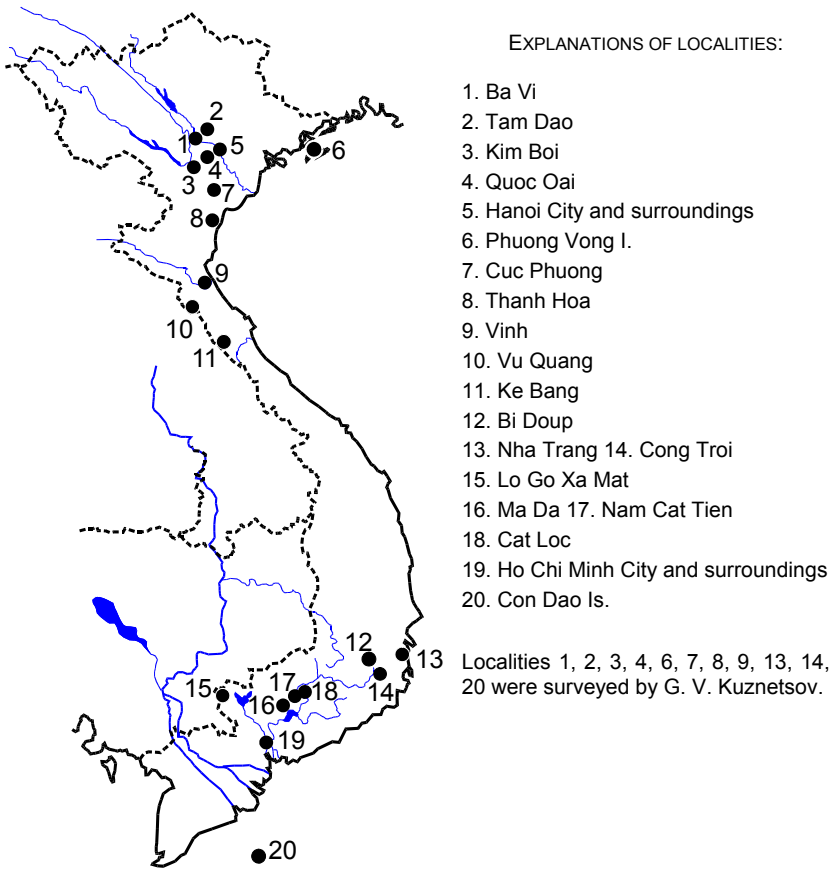 EXPLANATIONS OF LOCALITIES:
1. Ba Vi
2. Tam Dao
3. Kim Boi
4. Quoc Oai
5. Hanoi City and surroundings
6. Phuong Vong I.
7. Cuc Phuong
8. Thanh Hoa
9. Vinh
10. Vu Quang
11. Ke Bang
12. Bi Doup
13. Nha Trang 14. Cong Troi
15. Lo Go Xa Mat
16. Ma Da 17. Nam Cat Tien
18. Cat Loc
19. Ho Chi Minh City and surroundings
20. Con Dao Is.
Localities 1, 2, 3, 4, 6, 7, 8, 9, 13, 14,
20 were surveyed by G. V. Kuznetsov.
2
1
5
6
4
3
7
8
9
10
11
12
13
14
15
17
18
16
19
20